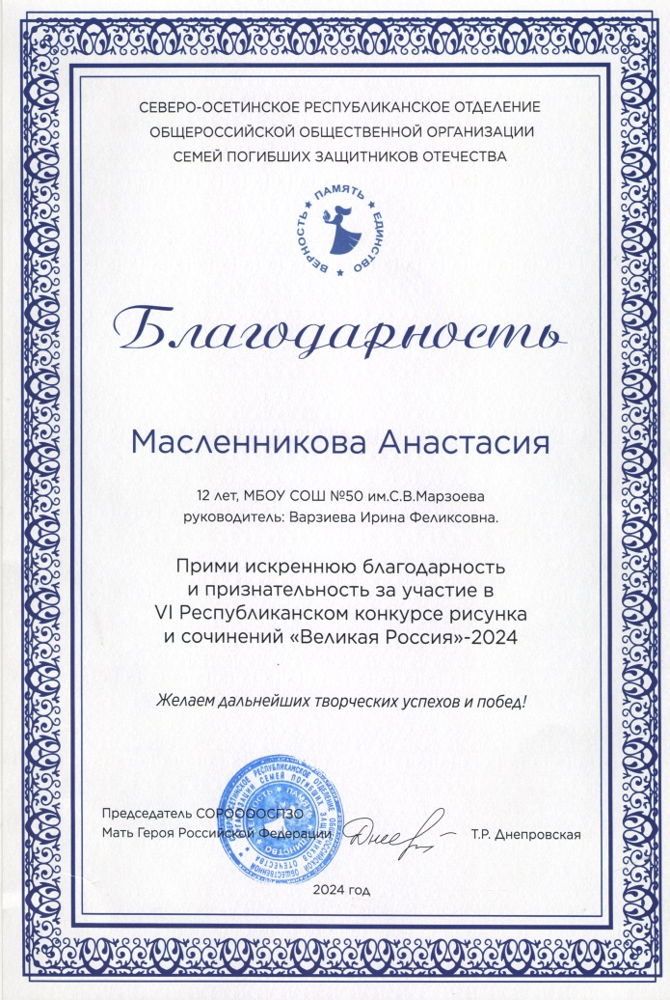 СЕВЕРО-ОСЕТИНСКОЕ РЕСПУБЛИКАНСКОЕ ОТДЕЛЕНИЕ
ОБЩЕРОССИЙСКОЙ ОБЩЕСТВЕННОЙ ОРГАНИЗАЦИИ
СЕМЕЙ ПОГИБШИХ ЗАЩИТНИКОВ ОТЕЧЕСТВА
ВЕРНОСТЬ ★ ПАМЯТЬ ★ ЕДИНСТВО ★
Благодарность
Масленникова Анастасия
12 лет, МБОУ СОШ №50 им.С.В.Марзоева
руководитель: Варзиева Ирина Феликсовна.
Прими искреннюю благодарность
и признательность за участие в
VI Республиканском конкурсе рисунка
и сочинений «Великая Россия»-2024
Желаем дальнейших творческих успехов и побед!
Председатель СОРООООСПЗО
Мать Героя Российской Федерации
Т.Р. Днепровская
2024 год